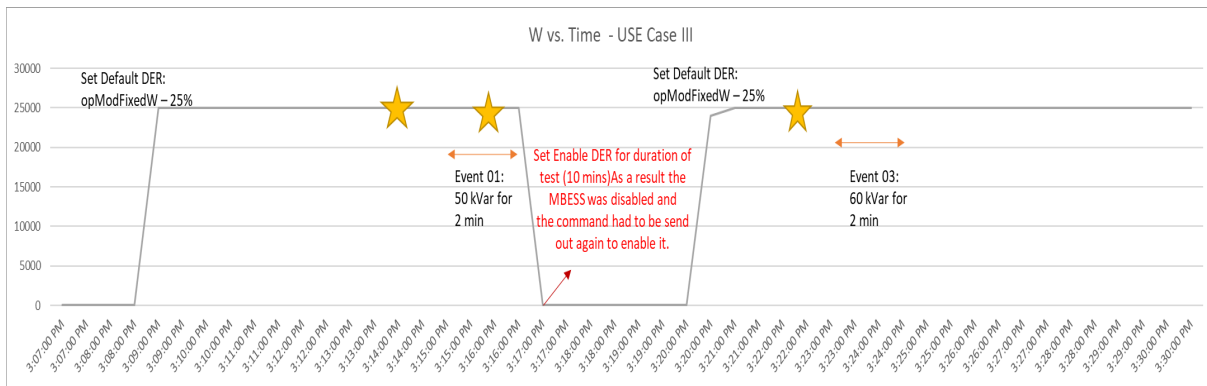 W vs. Time - USE Case III
30000
25000
20000
15000
10000
5000
0
Set Default DER:
opModFixedW – 25%
Event 01:
50 kVar for
2 min
Set Enable DER for duration of
test (10 mins)As a result the
MBESS was disabled and
the command had to be send
out again to enable it.
Set Default DER:
opModFixedW – 25%
Event 03:
60 kVar for
2 min
3:07:00 PM
3:07:00 PM
3:08:00 PM
3:08:00 PM
3:09:00 PM
3:09:00 PM
3:10:00 PM
3:10:00 PM
3:11:00 PM
3:11:00 PM
3:12:00 PM
3:12:00 PM
3:13:00 PM
3:13:00 PM
3:14:00 PM
3:14:00 PM
3:15:00 PM
3:15:00 PM
3:16:00 PM
3:16:00 PM
3:17:00 PM
3:17:00 PM
3:18:00 PM
3:18:00 PM
3:19:00 PM
3:19:00 PM
3:20:00 PM
3:20:00 PM
3:21:00 PM
3:21:00 PM
3:22:00 PM
3:22:00 PM
3:23:00 PM
3:23:00 PM
3:24:00 PM
3:24:00 PM
3:25:00 PM
3:25:00 PM
3:26:00 PM
3:26:00 PM
3:27:00 PM
3:27:00 PM
3:28:00 PM
3:28:00 PM
3:29:00 PM
3:29:00 PM
3:30:00 PM
3:30:00 PM